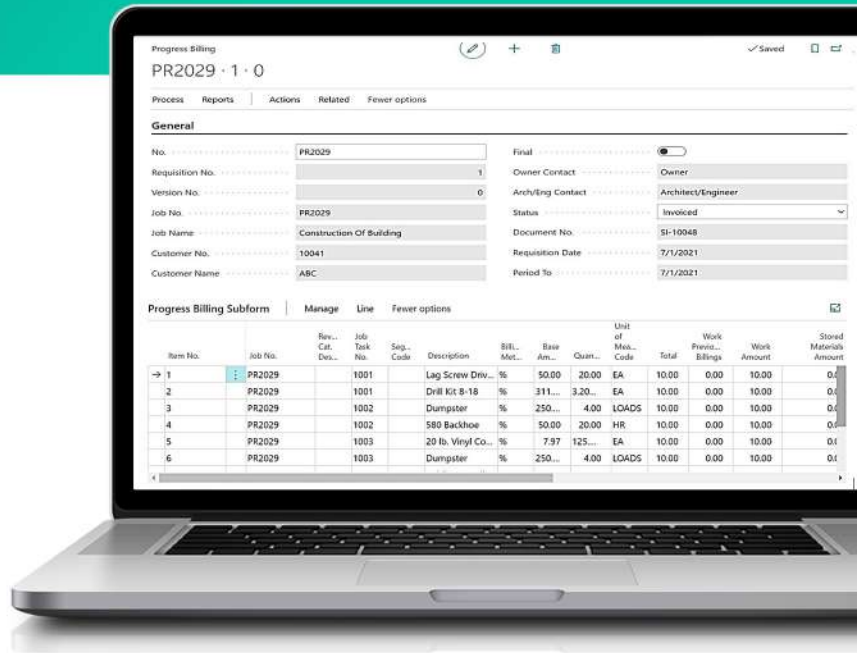 Progress Billing
✓ Saved
PR2029 · 1 · 0
Process Reports Actions Related Fewer options
General
No. PR2029 Final
Requisition No. 1 Owner Contact Owner
Version No. 0 Arch/Eng Contact Architect/Engineer
Job No. PR2029 Status Invoiced
Job Name Construction Of Building Document No. SI-10048
Customer No. 10041 Requisition Date 7/1/2021
Customer Name ABC Period To 7/1/2021
Progress Billing Subform Manage Line Fewer options
Item No. Job No. Rev... Cat. Des... Job Task No. Seg... Code Description Billi... Met... Base Am... Quan... Unit of Mea... Code Total Work Previo... Billings Work Amount Stored Materials Amount
→ 1 PR2029 1001 Lag Screw Driv... % 50.00 20.00 EA 10.00 0.00 10.00
2 PR2029 1001 Drill Kit 8-18 % 311.... 3.20... EA 10.00 0.00 10.00
3 PR2029 1002 Dumpster % 250.... 4.00 LOADS 10.00 0.00 10.00
4 PR2029 1002 580 Backhoe % 50.00 20.00 HR 10.00 0.00 10.00
5 PR2029 1003 20 lb. Vinyl Co... % 7.97 125.... EA 10.00 0.00 10.00
6 PR2029 1003 Dumpster % 250.... 4.00 LOADS 10.00 0.00 10.00